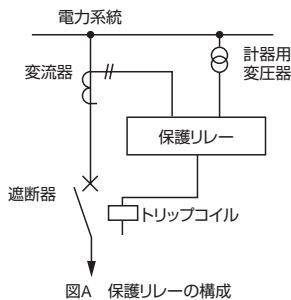 電力系統
変流器
計器用
変圧器
保護リレー
遮断器
トリップコイル
図A　保護リレーの構成